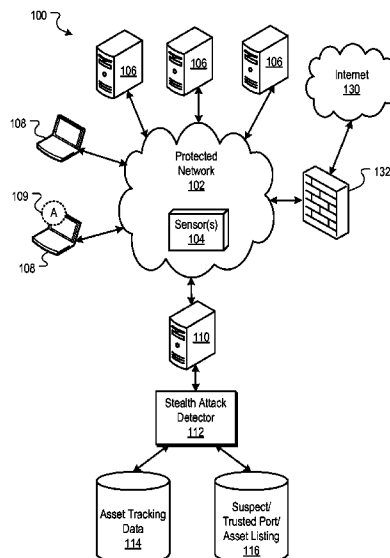 100
106
106
106
Internet
130
108
Protected
Network
102
132
109
A
Sensor(s)
104
108
110
Stealth Attack
Detector
112
Asset Tracking
Data
114
Suspect/
Trusted Port/
Asset Listing
116